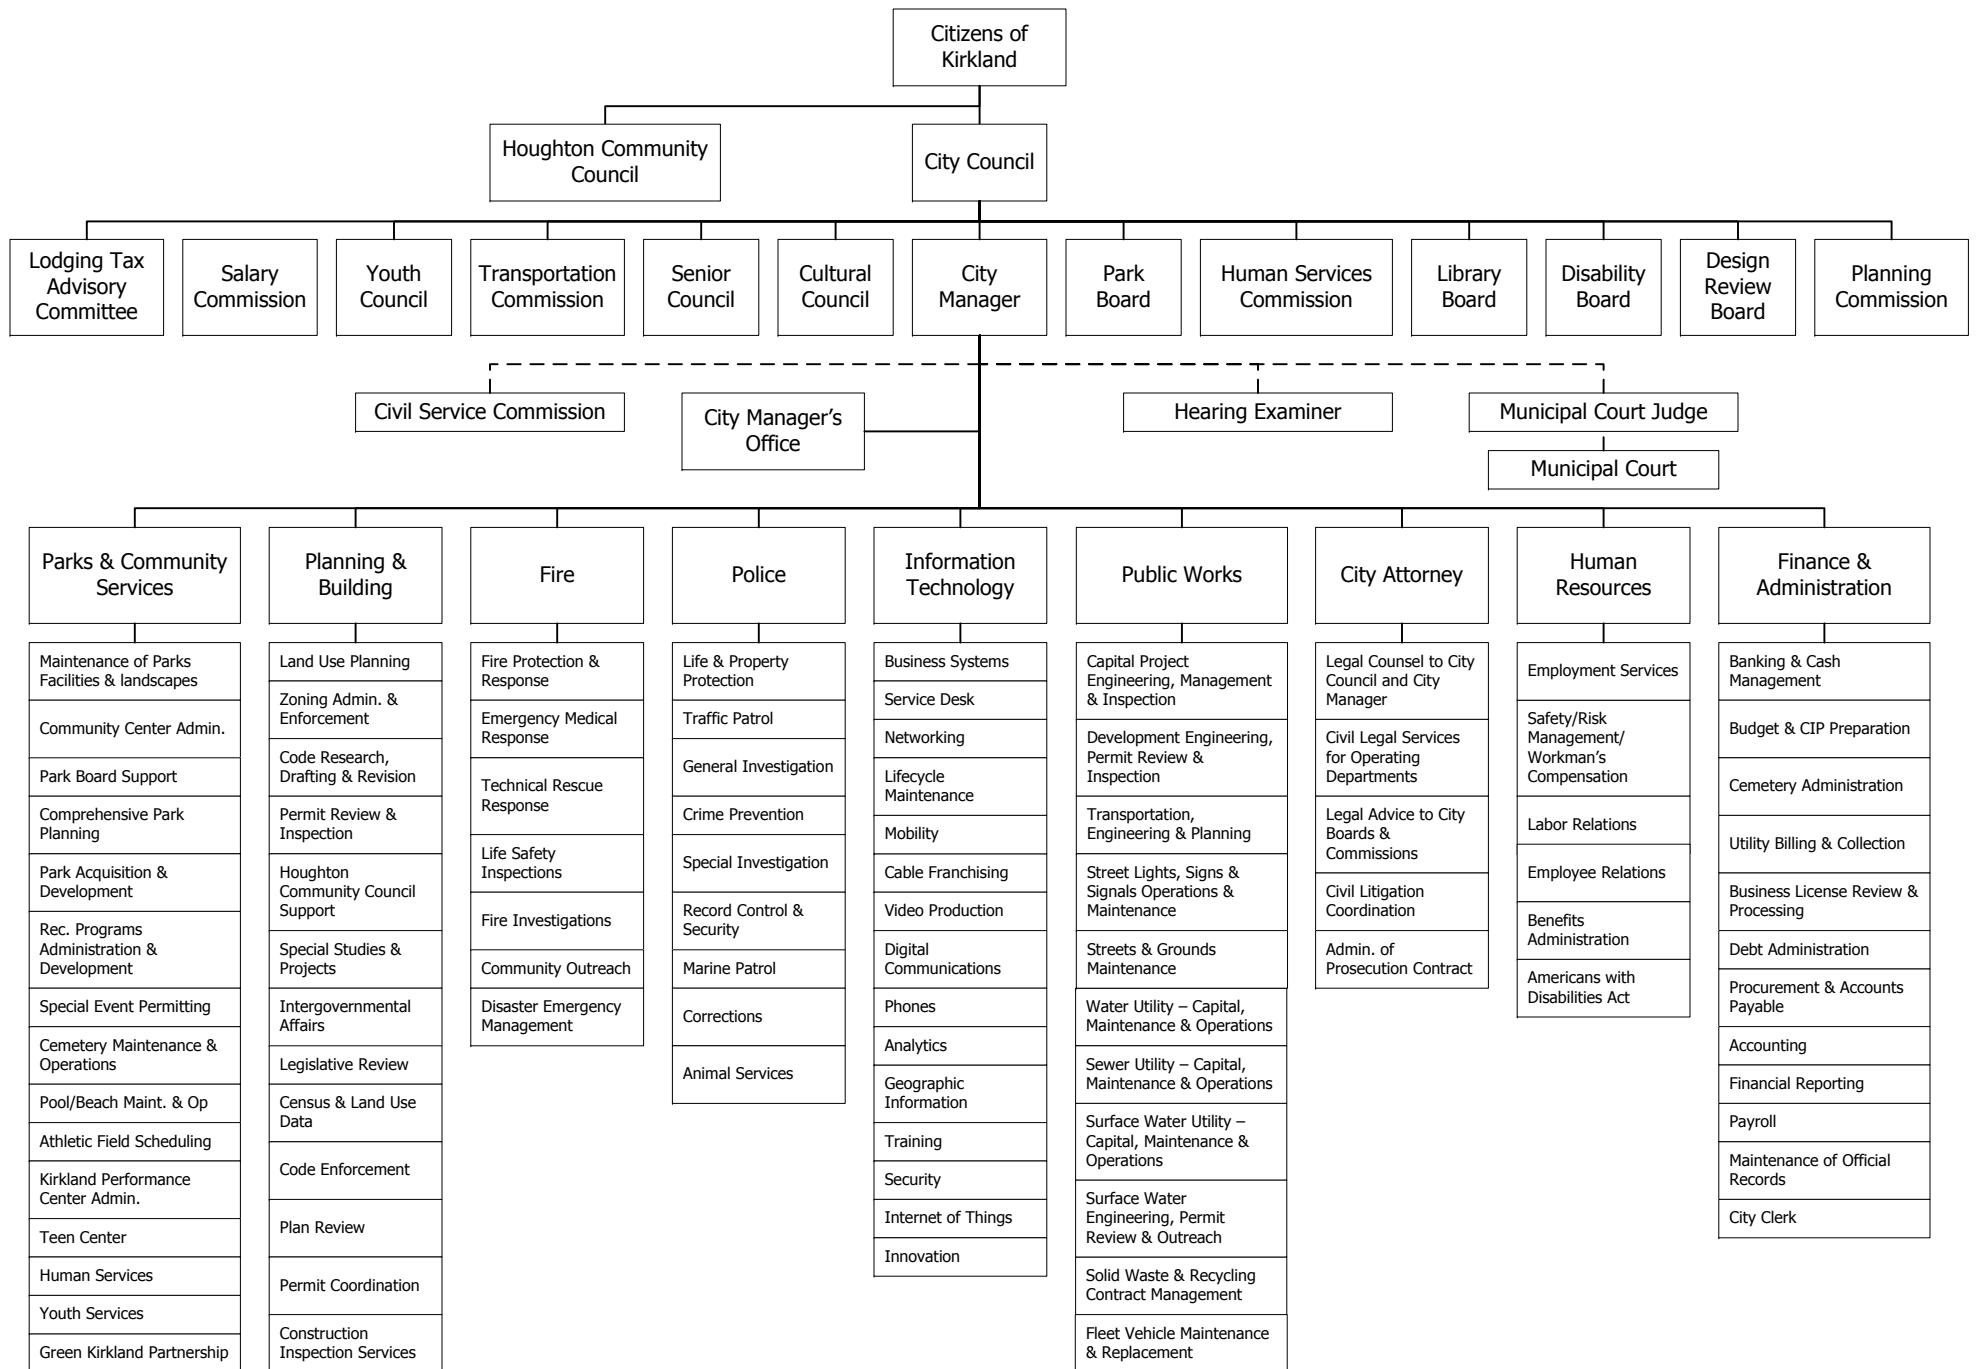 Citizens of
Kirkland
Houghton Community
Council
City Council
Lodging Tax
Advisory
Committee
Salary
Commission
Youth
Council
Transportation
Commission
Senior
Council
Cultural
Council
City
Manager
Park
Board
Human Services
Commission
Library
Board
Disability
Board
Design
Review
Board
Planning
Commission
Civil Service Commission
City Manager’s
Office
Hearing Examiner
Municipal Court Judge
Municipal Court
Parks & Community
Services
Maintenance of Parks
Facilities & landscapes
Community Center Admin.
Park Board Support
Comprehensive Park
Planning
Park Acquisition &
Development
Rec. Programs
Administration &
Development
Special Event Permitting
Cemetery Maintenance &
Operations
Pool/Beach Maint. & Op
Athletic Field Scheduling
Kirkland Performance
Center Admin.
Teen Center
Human Services
Youth Services
Green Kirkland Partnership
Planning &
Building
Land Use Planning
Zoning Admin. &
Enforcement
Code Research,
Drafting & Revision
Permit Review &
Inspection
Houghton
Community Council
Support
Special Studies &
Projects
Intergovernmental
Affairs
Legislative Review
Census & Land Use
Data
Code Enforcement
Plan Review
Permit Coordination
Construction
Inspection Services
Fire
Fire Protection &
Response
Emergency Medical
Response
Technical Rescue
Response
Life Safety
Inspections
Fire Investigations
Community Outreach
Disaster Emergency
Management
Police
Life & Property
Protection
Traffic Patrol
General Investigation
Crime Prevention
Special Investigation
Record Control &
Security
Marine Patrol
Corrections
Animal Services
Information
Technology
Business Systems
Service Desk
Networking
Lifecycle
Maintenance
Mobility
Cable Franchising
Video Production
Digital
Communications
Phones
Analytics
Geographic
Information
Training
Security
Internet of Things
Innovation
Public Works
Capital Project
Engineering, Management
& Inspection
Development Engineering,
Permit Review &
Inspection
Transportation,
Engineering & Planning
Street Lights, Signs &
Signals Operations &
Maintenance
Streets & Grounds
Maintenance
Water Utility – Capital,
Maintenance & Operations
Sewer Utility – Capital,
Maintenance & Operations
Surface Water Utility –
Capital, Maintenance &
Operations
Surface Water
Engineering, Permit
Review & Outreach
Solid Waste & Recycling
Contract Management
Fleet Vehicle Maintenance
& Replacement
City Attorney
Legal Counsel to City
Council and City
Manager
Civil Legal Services
for Operating
Departments
Legal Advice to City
Boards &
Commissions
Civil Litigation
Coordination
Admin. of
Prosecution Contract
Human
Resources
Employment Services
Safety/Risk
Management/
Workman’s
Compensation
Labor Relations
Employee Relations
Benefits
Administration
Americans with
Disabilities Act
Finance &
Administration
Banking & Cash
Management
Budget & CIP Preparation
Cemetery Administration
Utility Billing & Collection
Business License Review &
Processing
Debt Administration
Procurement & Accounts
Payable
Accounting
Financial Reporting
Payroll
Maintenance of Official
Records
City Clerk